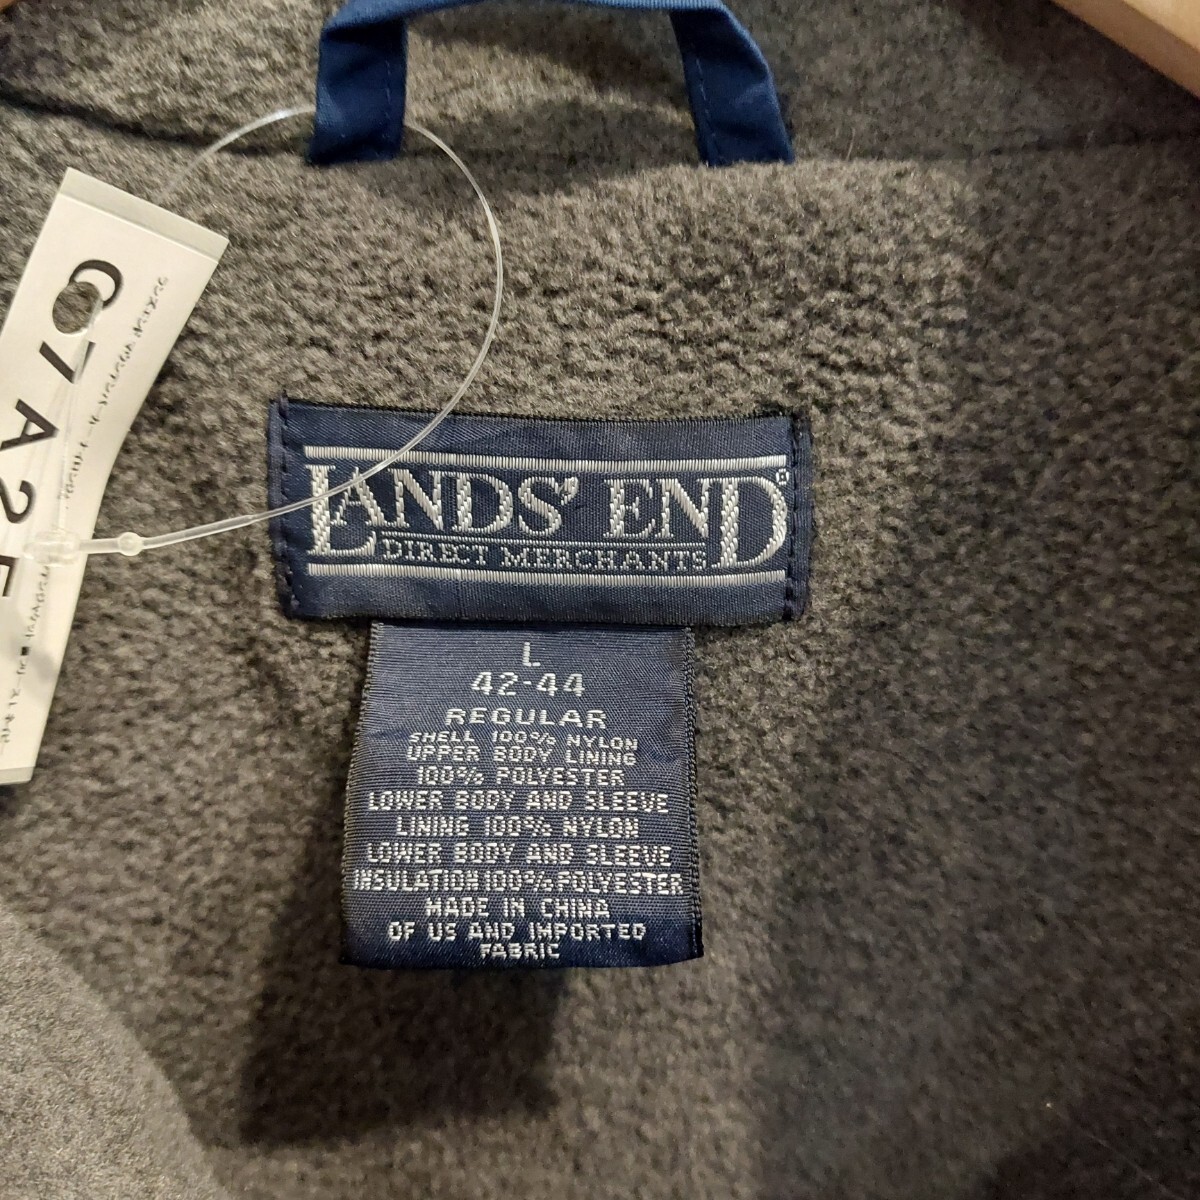 LANDS' END®
DIRECT MERCHANTS
L
42-44
REGULAR
SHELL 100% NYLON
UPPER BODY LINING
100% POLYESTER
LOWER BODY AND SLEEVE
LINING 100% NYLON
LOWER BODY AND SLEEVE
INSULATION 100% POLYESTER
MADE IN CHINA
OF US AND IMPORTED
FABRIC